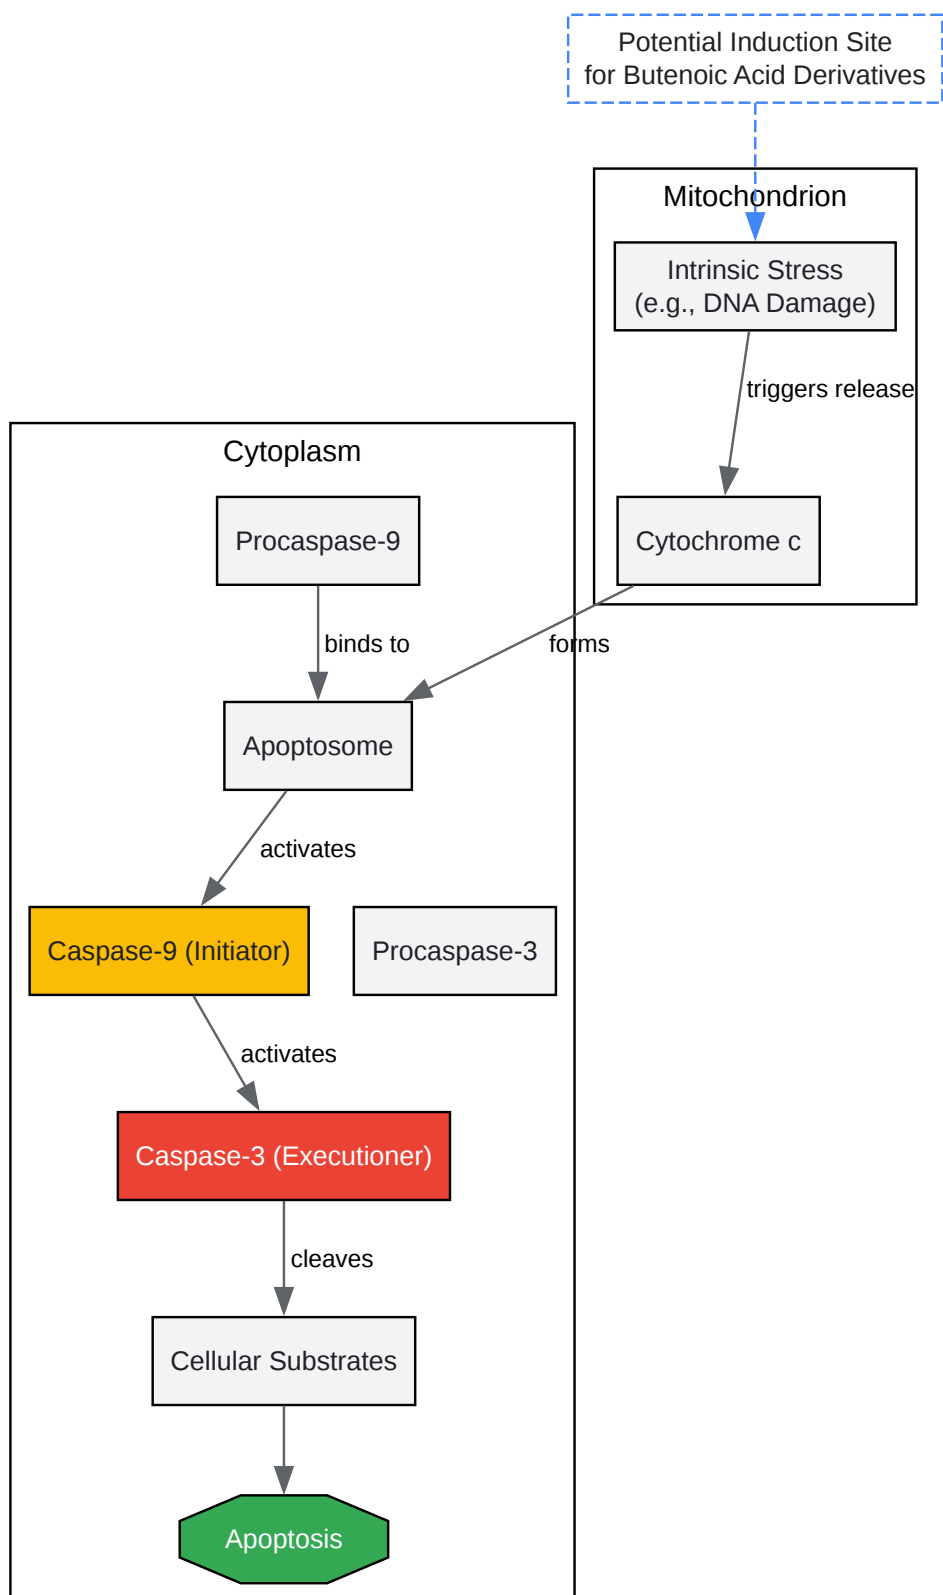 Potential Induction Site
for Butenoic Acid Derivatives
Mitochondrion
Intrinsic Stress
(e.g., DNA Damage)
triggers release
Cytoplasm
Procaspase-9
Cytochrome c
binds to
forms
Apoptosome
activates
Caspase-9 (Initiator)
Procaspase-3
activates
Caspase-3 (Executioner)
cleaves
Cellular Substrates
Apoptosis